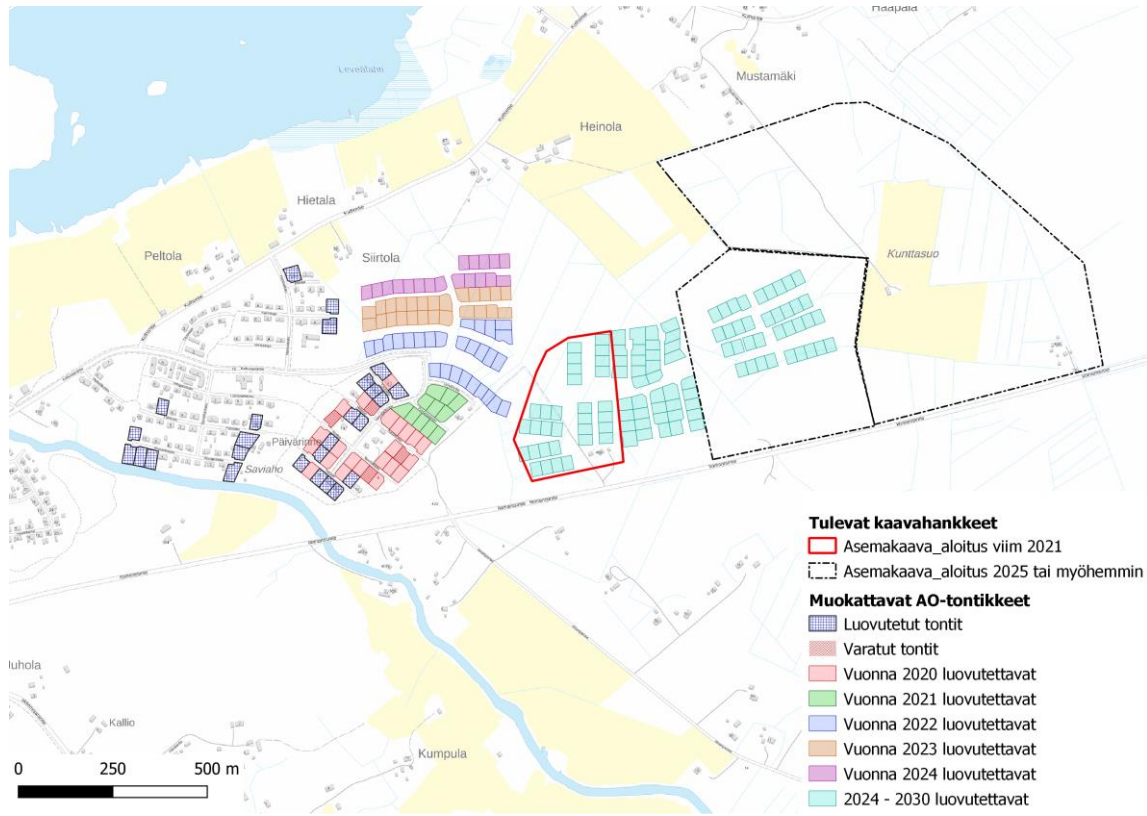 Haapala
Mustamäki
Heinola
Hietala
Peltola
Siirtola
Kunttasuo
Päivärinne
Saviaho
Kallio
Kumpula
0 250 500 m
Tulevat kaavahankkeet
Asemakaava_aloitus viim 2021
Asemakaava_aloitus 2025 tai myöhemmin
Muokattavat AO-tontikkeet
Luovutetut tontit
Varatut tontit
Vuonna 2020 luovutettavat
Vuonna 2021 luovutettavat
Vuonna 2022 luovutettavat
Vuonna 2023 luovutettavat
Vuonna 2024 luovutettavat
2024 - 2030 luovutettavat